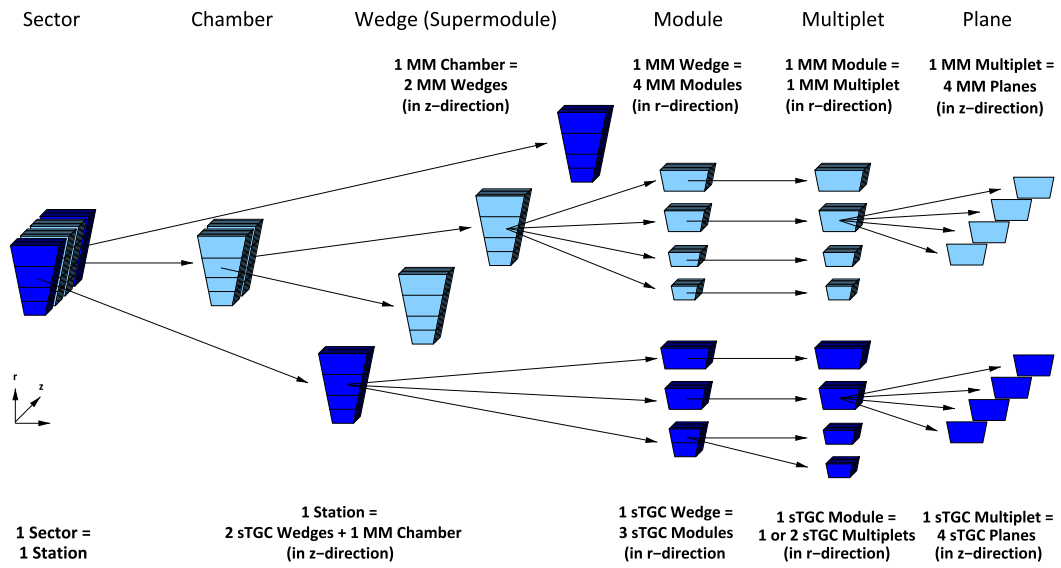 Sector
Chamber
Wedge (Supermodule)
Module
Multiplet
Plane
1 MM Chamber =
2 MM Wedges
(in z−direction)
1 MM Wedge =
4 MM Modules
(in r−direction)
1 MM Module =
1 MM Multiplet
(in r−direction)
1 MM Multiplet =
4 MM Planes
(in z−direction)
r
z
1 Sector =
1 Station
1 Station =
2 sTGC Wedges + 1 MM Chamber
(in z−direction)
1 sTGC Wedge =
3 sTGC Modules
(in r−direction
1 sTGC Module =
1 or 2 sTGC Multiplets
(in r−direction)
1 sTGC Multiplet =
4 sTGC Planes
(in z−direction)